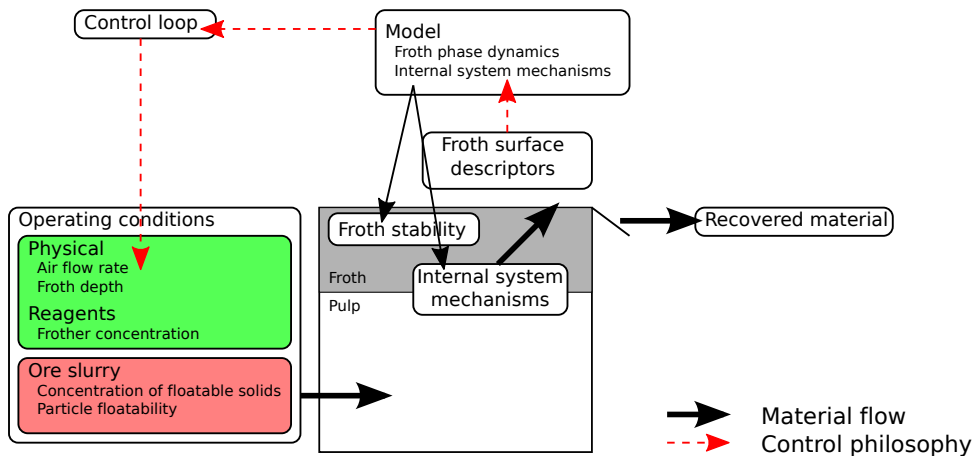 Control loop
Model
Froth phase dynamics
Internal system mechanisms
Froth surface
descriptors
Operating conditions
Physical
Air flow rate
Froth depth
Reagents
Frother concentration
Ore slurry
Concentration of floatable solids
Particle floatability
Froth stability
Froth
Internal system
mechanisms
Pulp
Recovered material
Material flow
Control philosophy